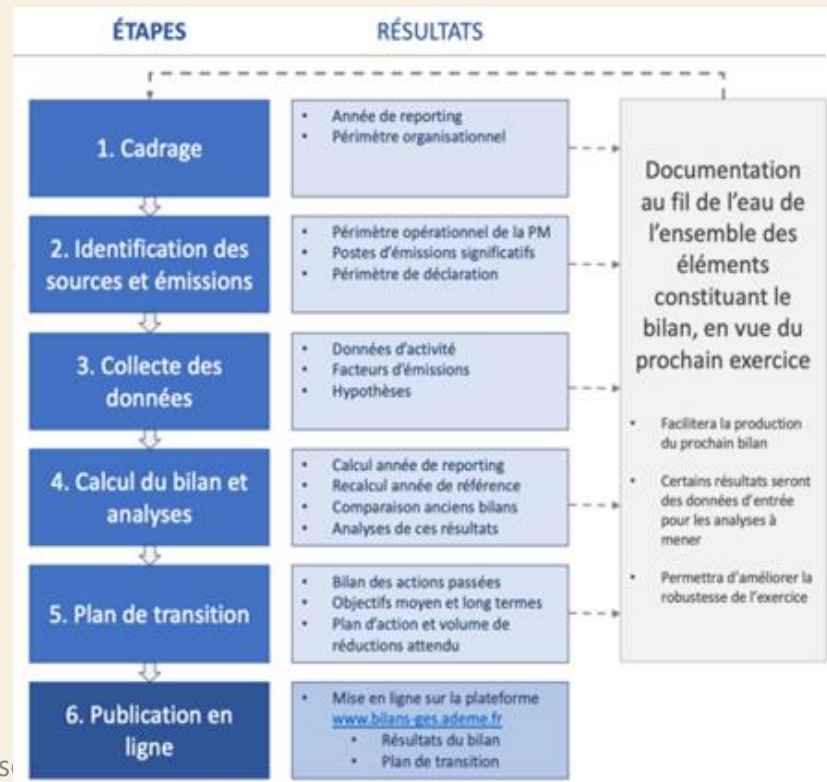 ÉTAPES
RÉSULTATS
1. Cadrage
• Année de reporting
• Périmètre organisationnel
2. Identification des
sources et émissions
• Périmètre opérationnel de la PM
• Postes d'émissions significatifs
• Périmètre de déclaration
3. Collecte des
données
• Données d'activité
• Facteurs d'émissions
• Hypothèses
4. Calcul du bilan et
analyses
• Calcul année de reporting
• Recalcul année de référence
• Comparaison anciens bilans
• Analyses de ces résultats
5. Plan de transition
• Bilan des actions passées
• Objectifs moyen et long termes
• Plan d'action et volume de
réductions attendu
6. Publication en
ligne
• Mise en ligne sur la plateforme
www.bilans-ges.ademe.fr
• Résultats du bilan
• Plan de transition
Documentation
au fil de l'eau de
l'ensemble des
éléments
constituant le
bilan, en vue du
prochain exercice
• Facilitera la production
du prochain bilan
• Certains résultats seront
des données d'entrée
pour les analyses à
mener
• Permettra d'améliorer la
robustesse de l'exercice